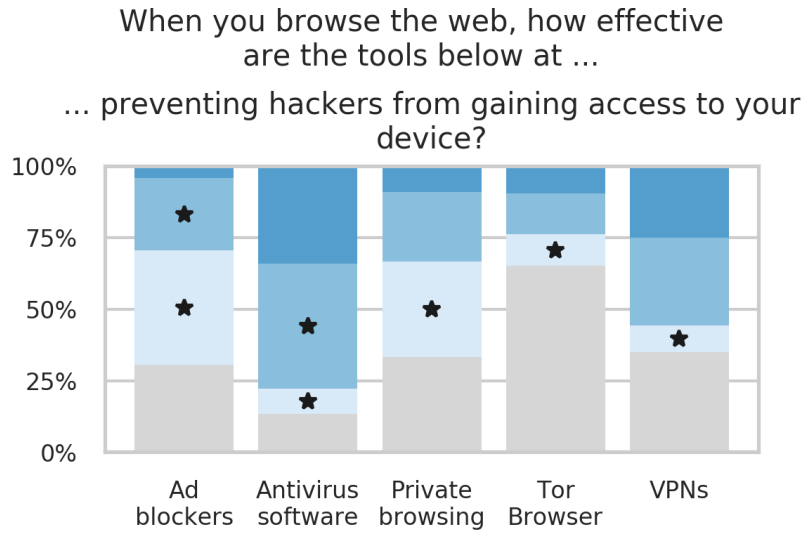 When you browse the web, how effective
are the tools below at ...
... preventing hackers from gaining access to your
device?
100%
75%
50%
25%
0%
Ad
blockers
Antivirus
software
Private
browsing
Tor
Browser
VPNs